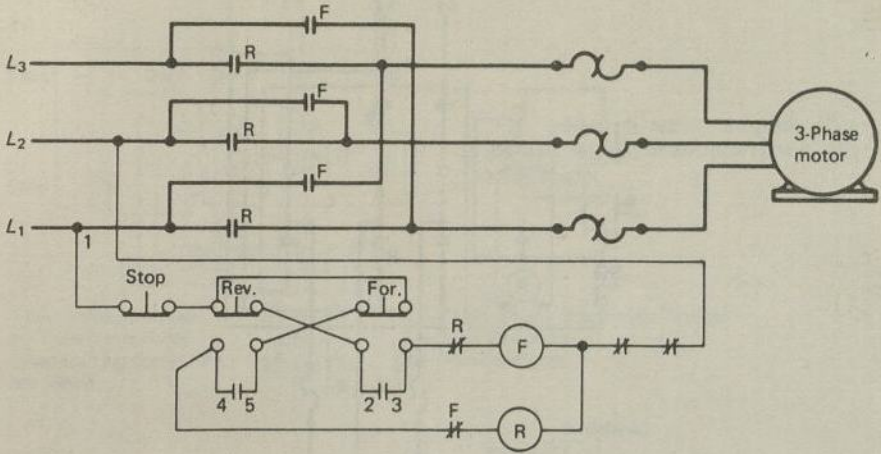 F
L3
R
F
L2
R
3-Phase
motor
F
L1
R
1
Stop
Rev.
For.
R
F
4 5
2 3
F
R